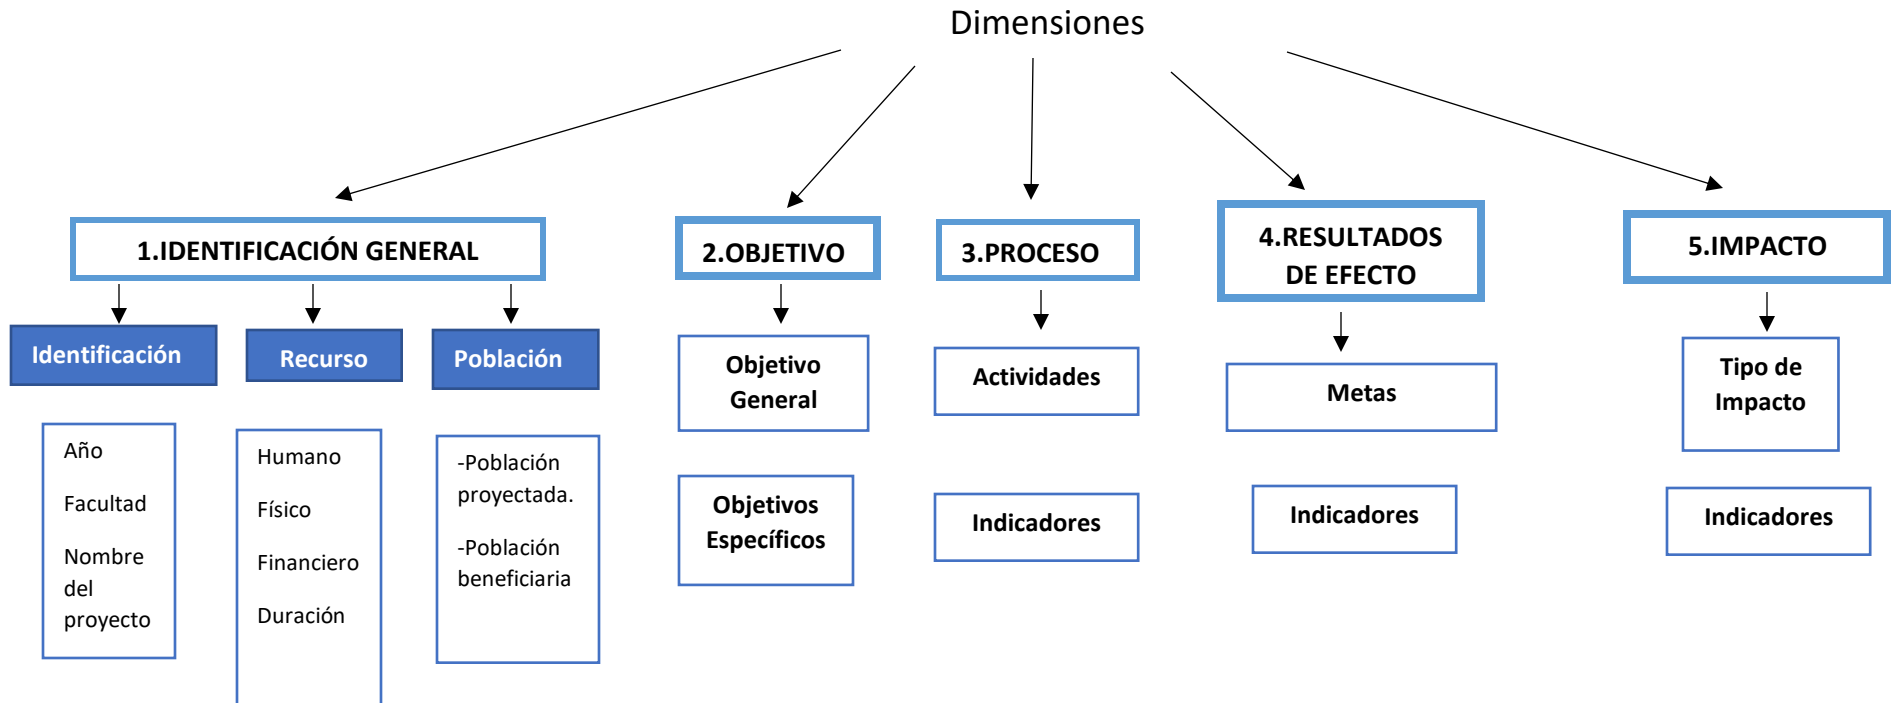 Dimensiones
1.IDENTIFICACIÓN GENERAL
2.OBJETIVO
3.PROCESO
4.RESULTADOS
DE EFECTO
5.IMPACTO
Identificación
Recurso
Población
Año
Facultad
Nombre
del
proyecto
Humano
Físico
Financiero
Duración
-Población
proyectada.
-Población
beneficiaria
Objetivo
General
Objetivos
Específicos
Actividades
Indicadores
Metas
Indicadores
Tipo de
Impacto
Indicadores